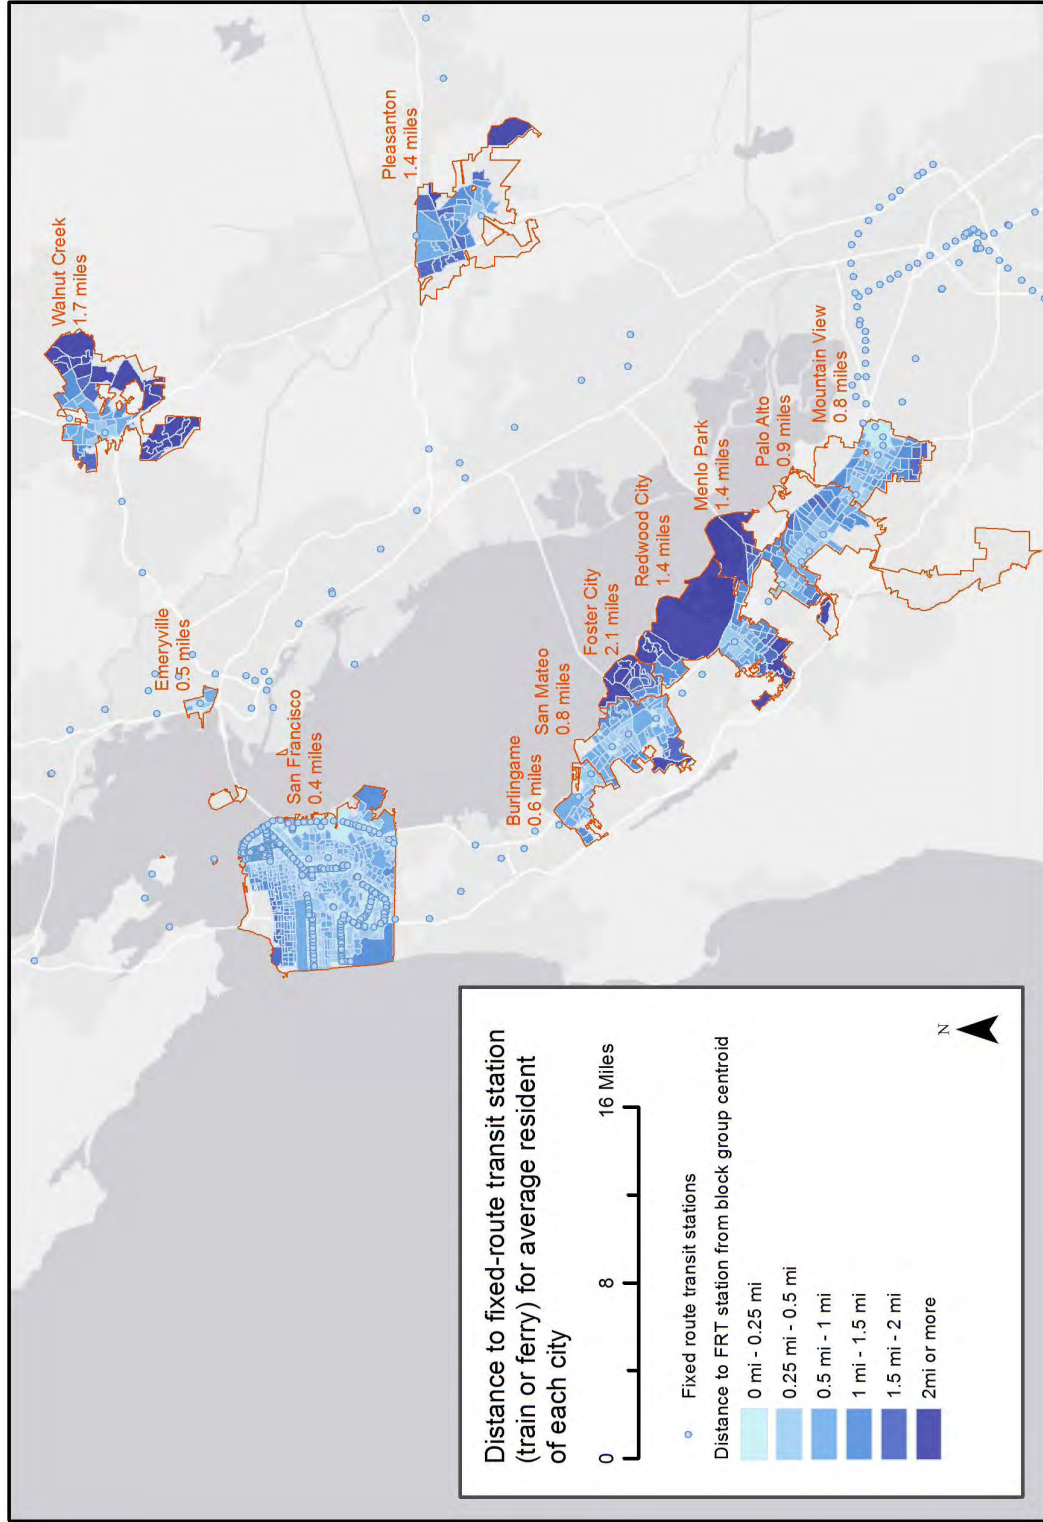 Walnut Creek
1.7 miles
Pleasanton
1.4 miles
Emeryville
0.5 miles
San Francisco
0.4 miles
Burlingame
0.6 miles
San Mateo
0.8 miles
Foster City
2.1 miles
Redwood City
1.4 miles
Menlo Park
1.4 miles
Palo Alto
0.9 miles
Mountain View
0.8 miles
Distance to fixed-route transit station
(train or ferry) for average resident
of each city
0 8 16 Miles
Fixed route transit stations
Distance to FRT station from block group centroid
0 mi - 0.25 mi
0.25 mi - 0.5 mi
0.5 mi - 1 mi
1 mi - 1.5 mi
1.5 mi - 2 mi
2mi or more
N